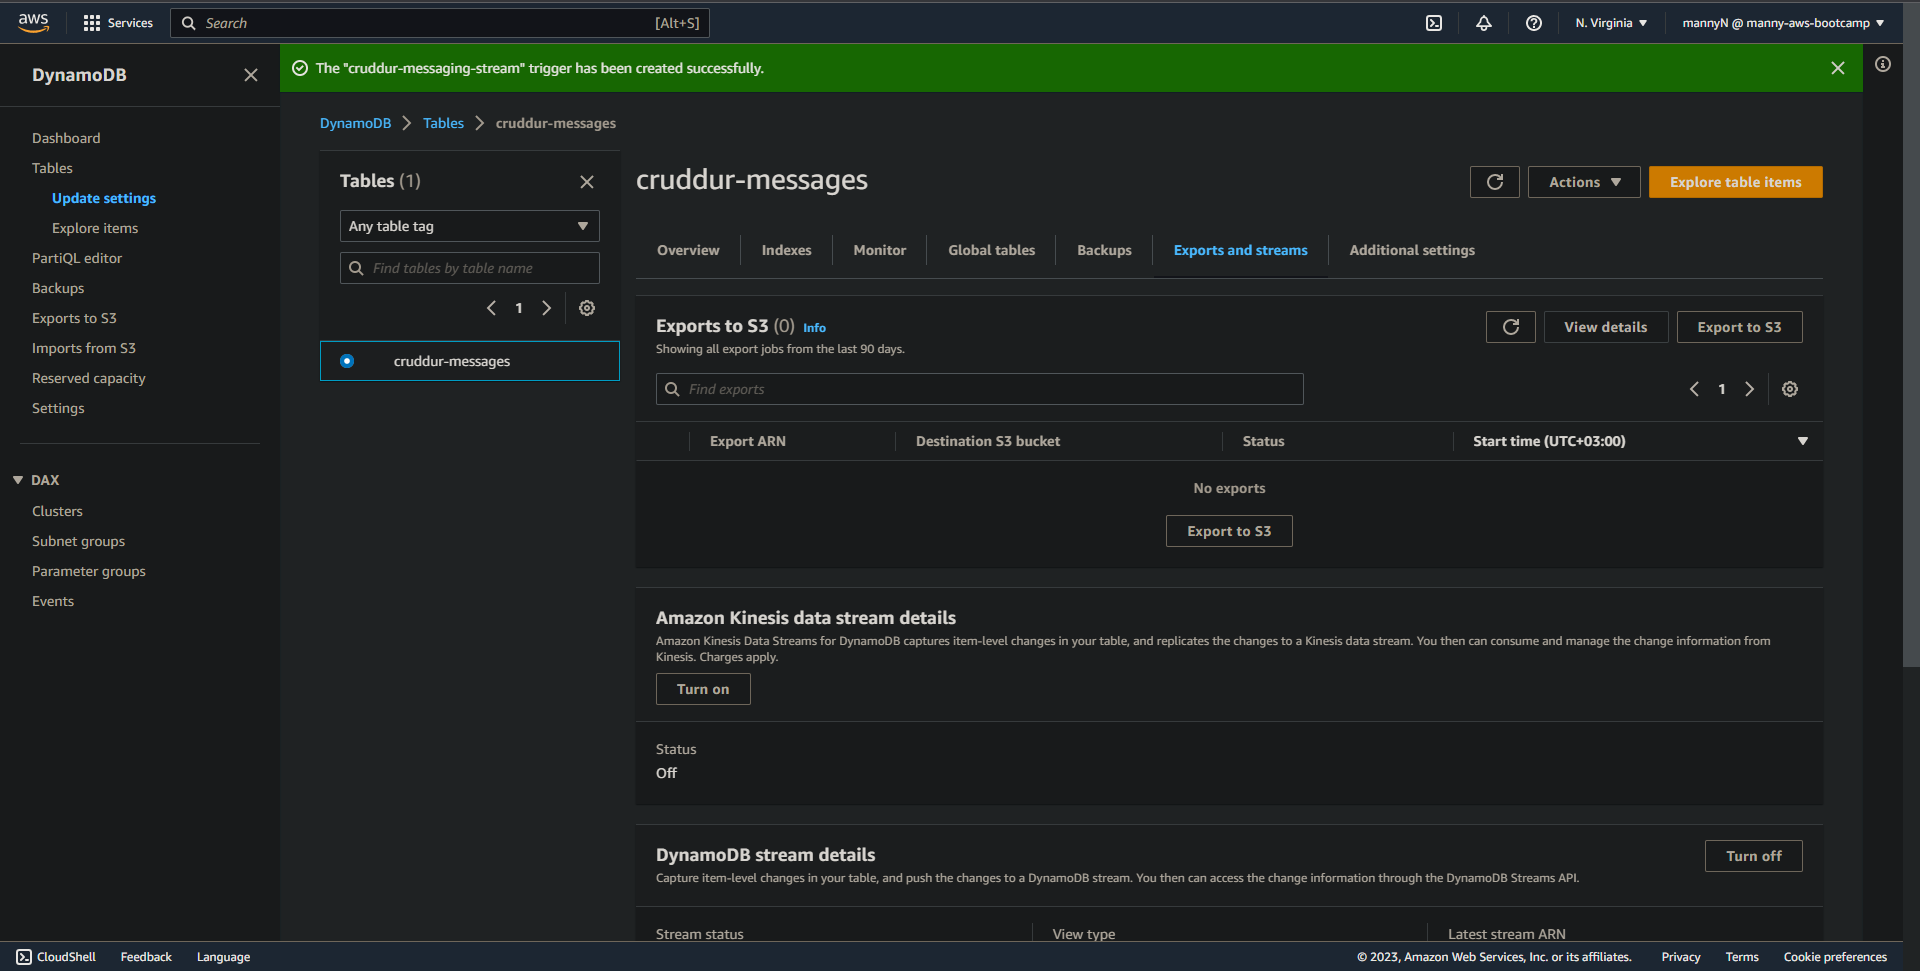 aws
Services
Search
[Alt+S]
N. Virginia
mannyN @ manny-aws-bootcamp
DynamoDB
The "cruddur-messaging-stream" trigger has been created successfully.
Dashboard
Tables
Update settings
Explore items
PartiQL editor
Backups
Exports to S3
Imports from S3
Reserved capacity
Settings
DAX
Clusters
Subnet groups
Parameter groups
Events
DynamoDB
Tables
cruddur-messages
Tables (1)
Any table tag
Find tables by table name
1
cruddur-messages
cruddur-messages
Actions
Explore table items
Overview
Indexes
Monitor
Global tables
Backups
Exports and streams
Additional settings
Exports to S3 (0) Info
Showing all export jobs from the last 90 days.
View details
Export to S3
Find exports
1
Export ARN
Destination S3 bucket
Status
Start time (UTC+03:00)
No exports
Export to S3
Amazon Kinesis data stream details
Amazon Kinesis Data Streams for DynamoDB captures item-level changes in your table, and replicates the changes to a Kinesis data stream. You then can consume and manage the change information from
Kinesis. Charges apply.
Turn on
Status
Off
DynamoDB stream details
Capture item-level changes in your table, and push the changes to a DynamoDB stream. You then can access the change information through the DynamoDB Streams API.
Turn off
Stream status
View type
Latest stream ARN
CloudShell
Feedback
Language
© 2023, Amazon Web Services, Inc. or its affiliates.
Privacy
Terms
Cookie preferences